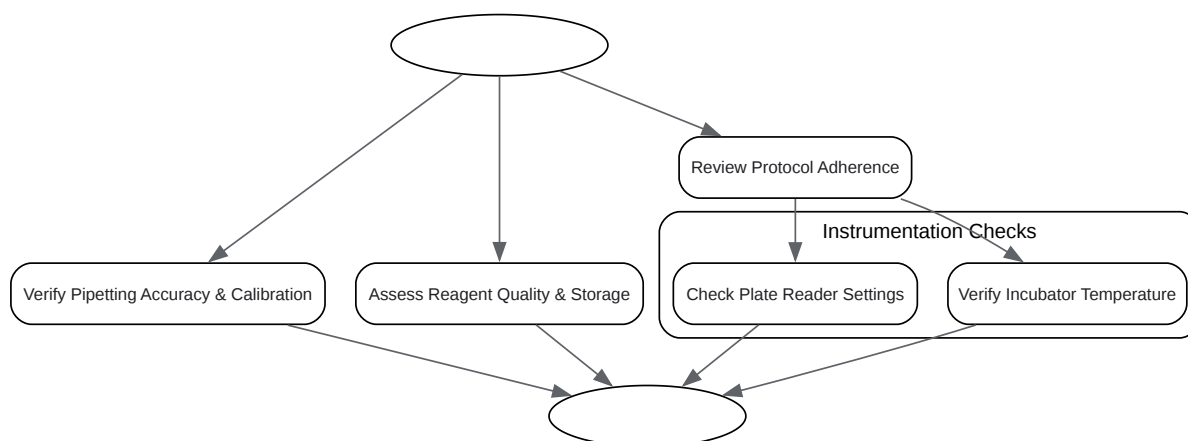 Review Protocol Adherence
Instrumentation Checks
Verify Pipetting Accuracy & Calibration
Assess Reagent Quality & Storage
Check Plate Reader Settings
Verify Incubator Temperature